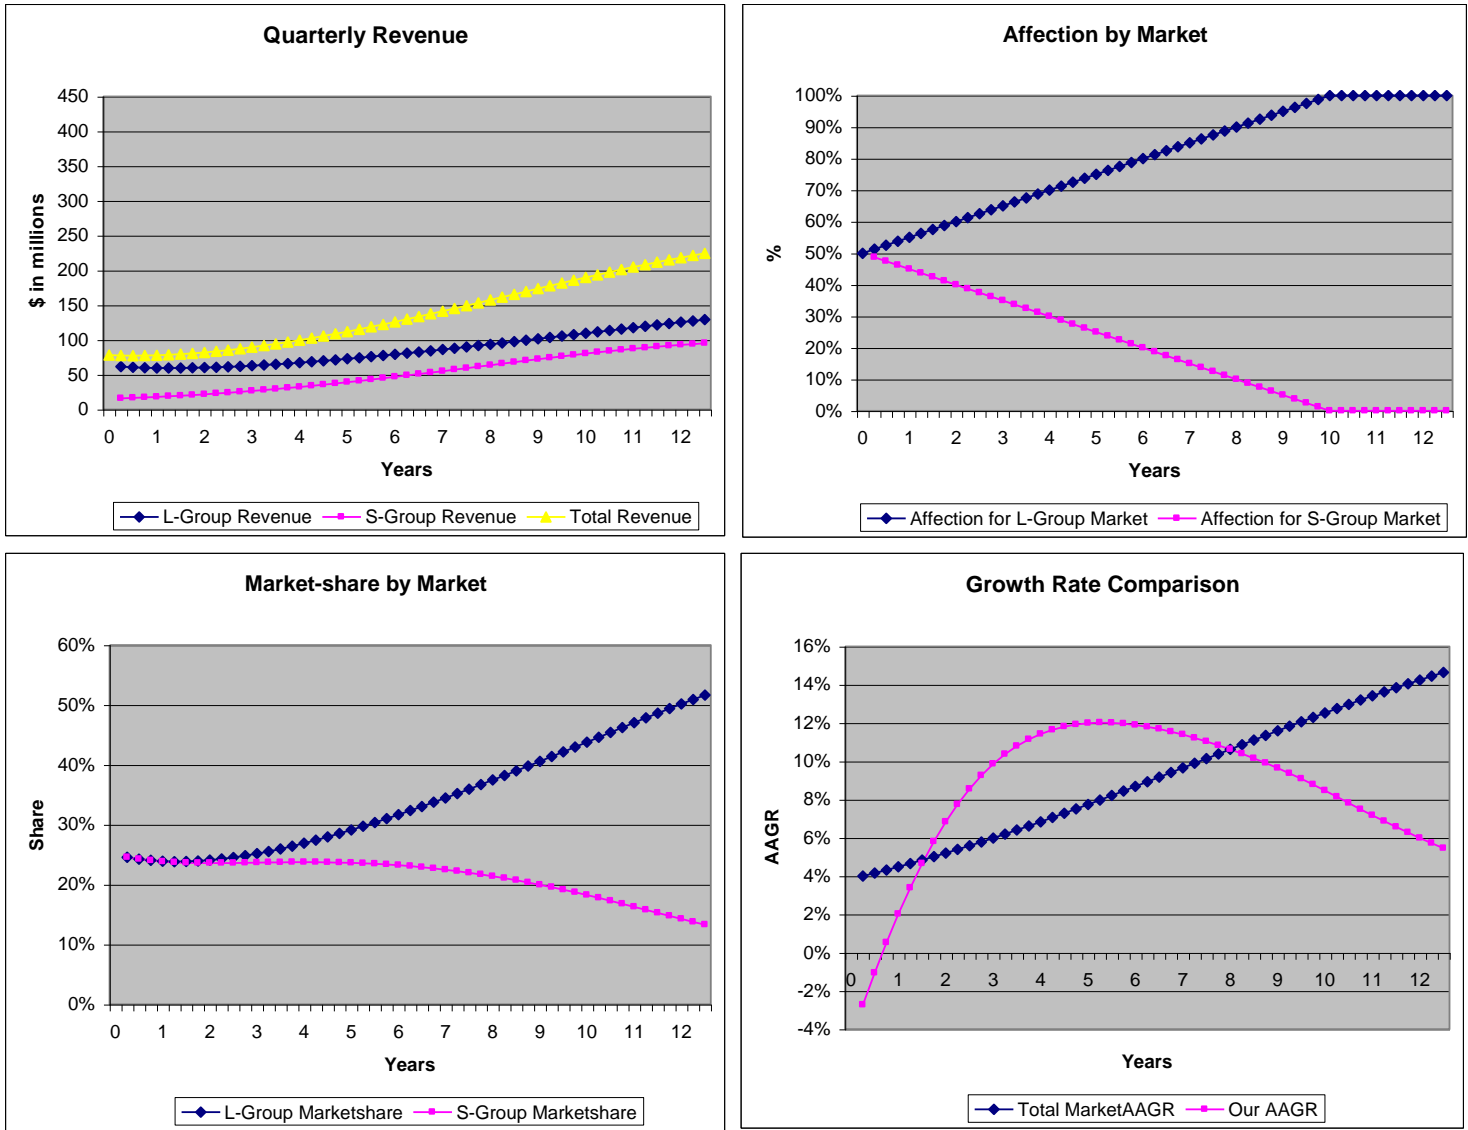 Quarterly Revenue
450
400
350
300
250
200
150
100
50
0
$ in millions
0 1 2 3 4 5 6 7 8 9 10 11 12
Years
L-Group Revenue S-Group Revenue Total Revenue
Affection by Market
100%
90%
80%
70%
60%
50%
40%
30%
20%
10%
0%
%
0 1 2 3 4 5 6 7 8 9 10 11 12
Years
Affection for L-Group Market Affection for S-Group Market
Market-share by Market
60%
50%
40%
30%
20%
10%
0%
Share
0 1 2 3 4 5 6 7 8 9 10 11 12
Years
L-Group Marketshare S-Group Marketshare
Growth Rate Comparison
16%
14%
12%
10%
8%
6%
4%
2%
0%
-2%
-4%
AAGR
0 1 2 3 4 5 6 7 8 9 10 11 12
Years
Total MarketAAGR Our AAGR